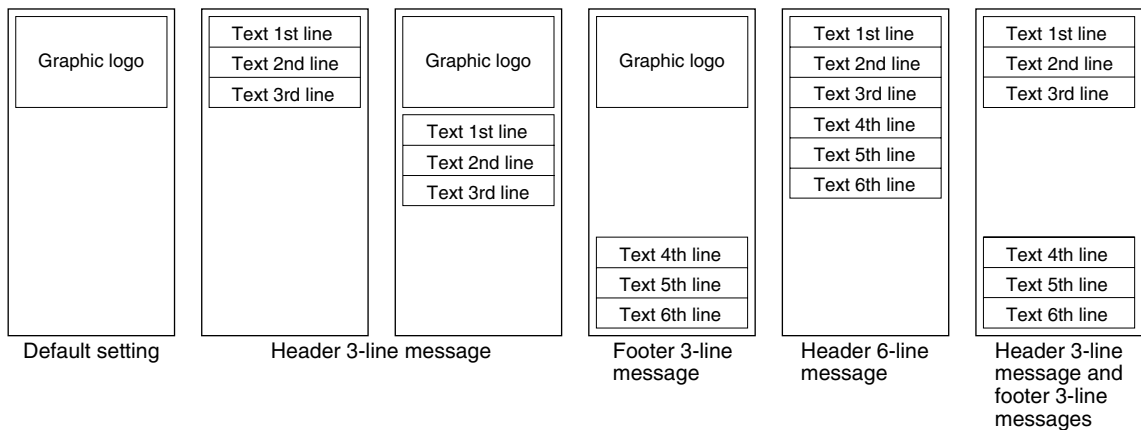 Graphic logo
Default setting
Text 1st line
Text 2nd line
Text 3rd line
Graphic logo
Text 1st line
Text 2nd line
Text 3rd line
Header 3-line message
Graphic logo
Text 4th line
Text 5th line
Text 6th line
Footer 3-line
message
Text 1st line
Text 2nd line
Text 3rd line
Text 4th line
Text 5th line
Text 6th line
Header 6-line
message
Text 1st line
Text 2nd line
Text 3rd line
Text 4th line
Text 5th line
Text 6th line
Header 3-line
message and
footer 3-line
messages